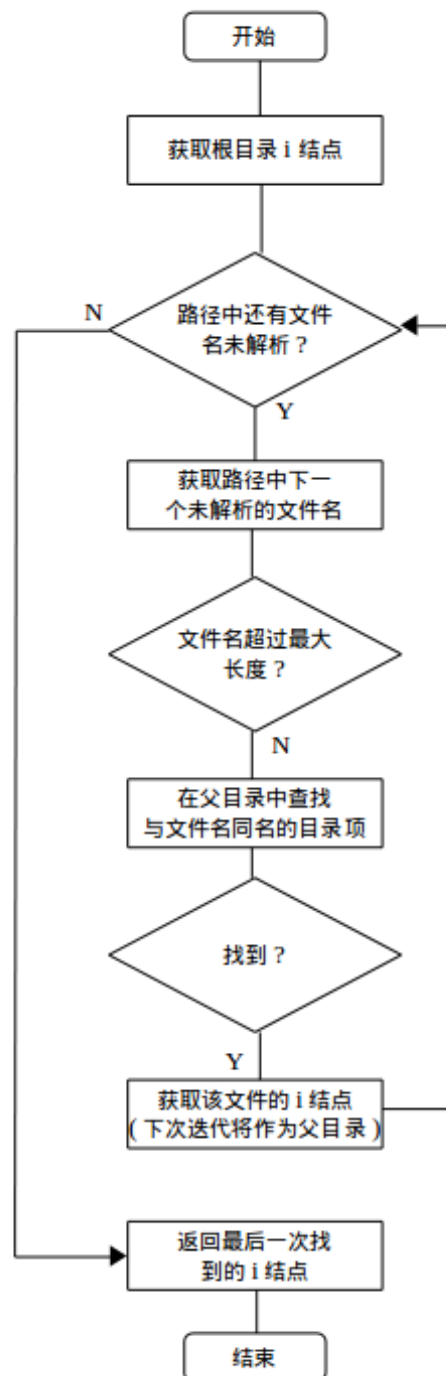 开始
获取根目录 i 结点
N
路径中还有文件
名未解析？
Y
获取路径中下一
个未解析的文件名
文件名超过最大
长度？
N
在父目录中查找
与文件名同名的目录项
找到？
Y
获取该文件的 i 结点
( 下次迭代将作为父目录 )
返回最后一次找
到的 i 结点
结束